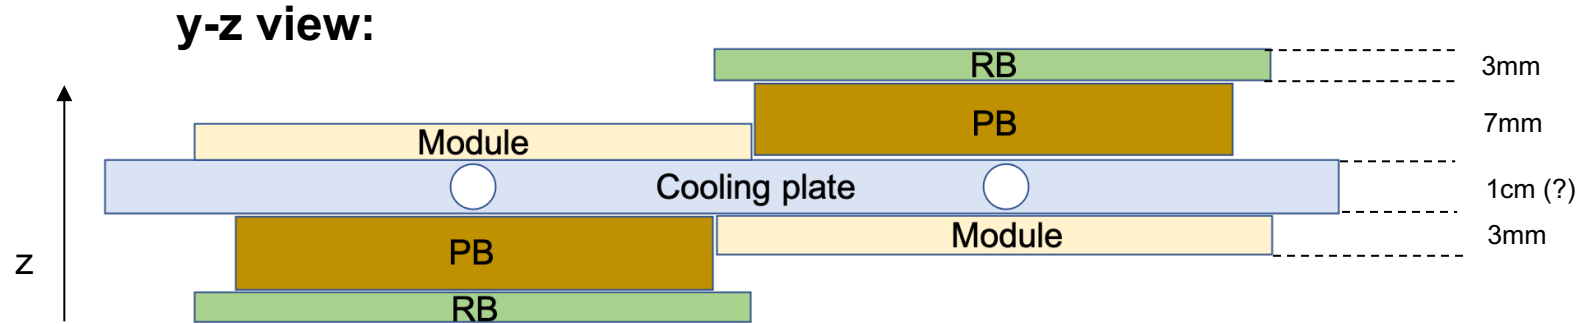 y-z view:
RB
3mm
PB
7mm
Module
Cooling plate
1cm (?)
Module
3mm
PB
z
RB